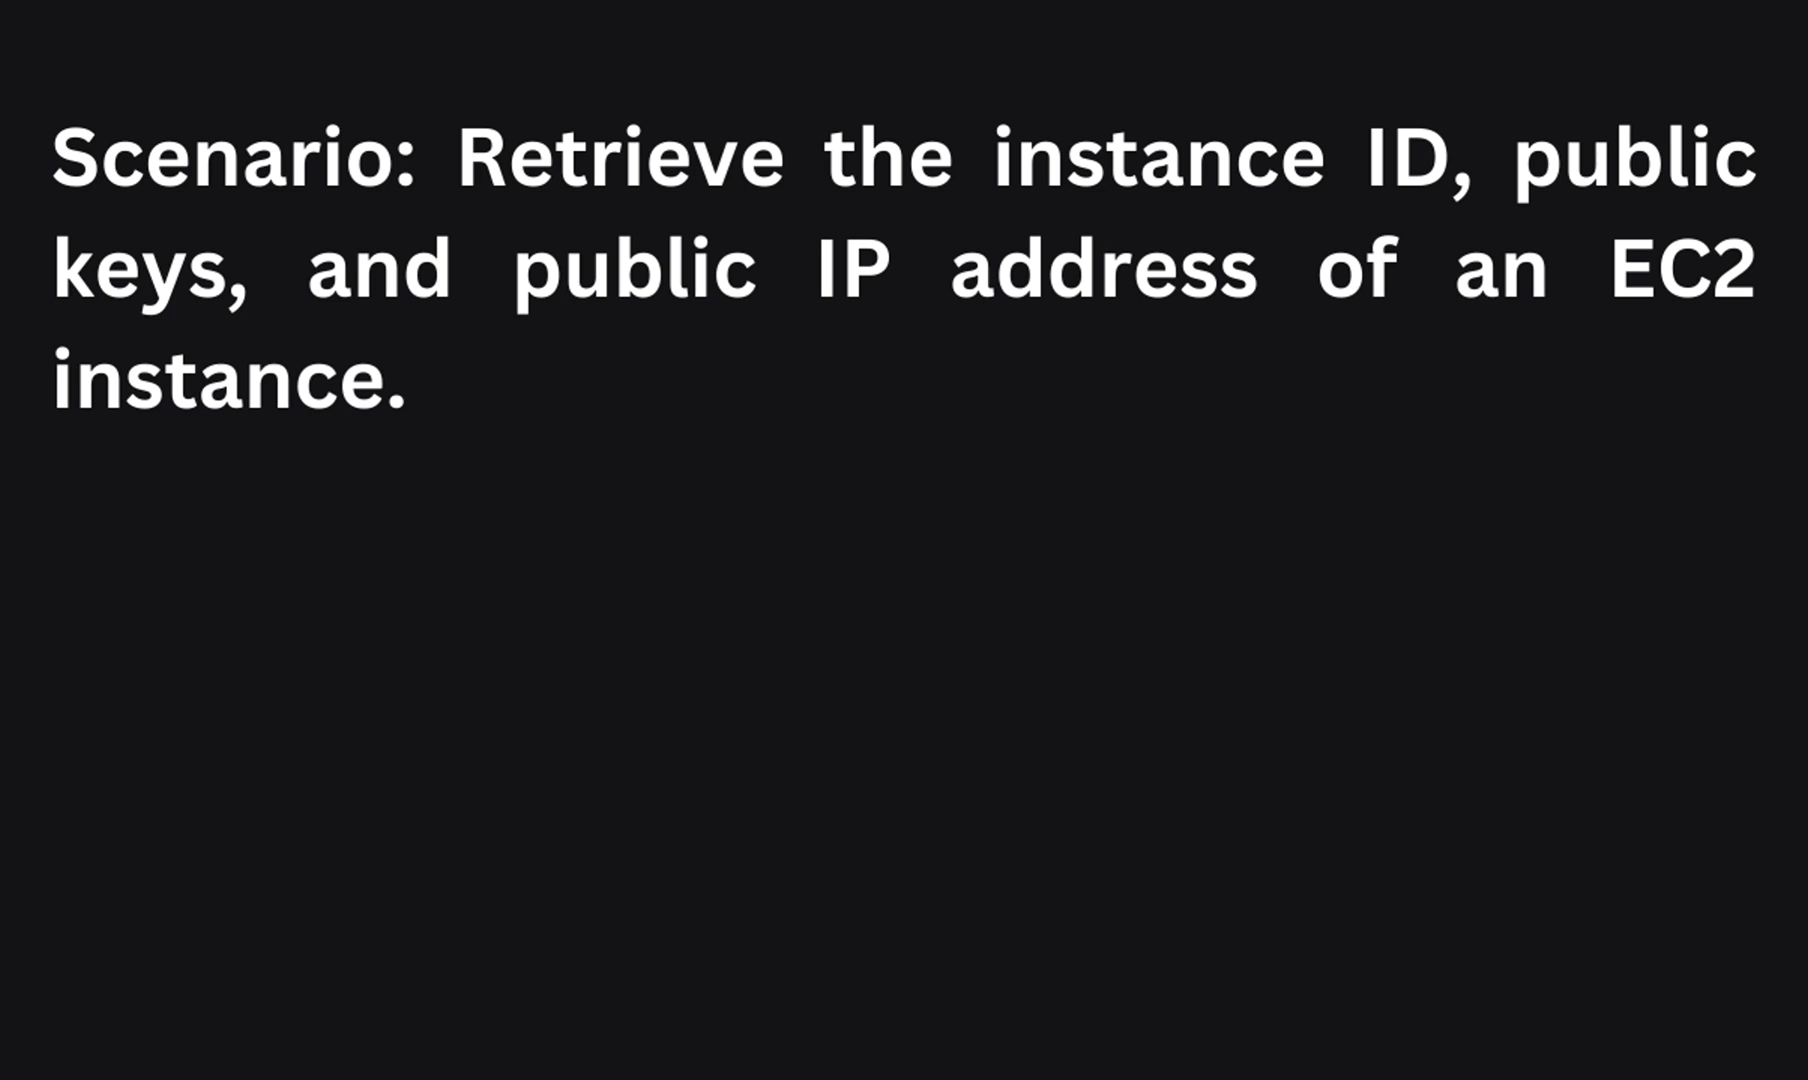 Scenario: Retrieve the instance ID, public
keys, and public IP address of an EC2
instance.